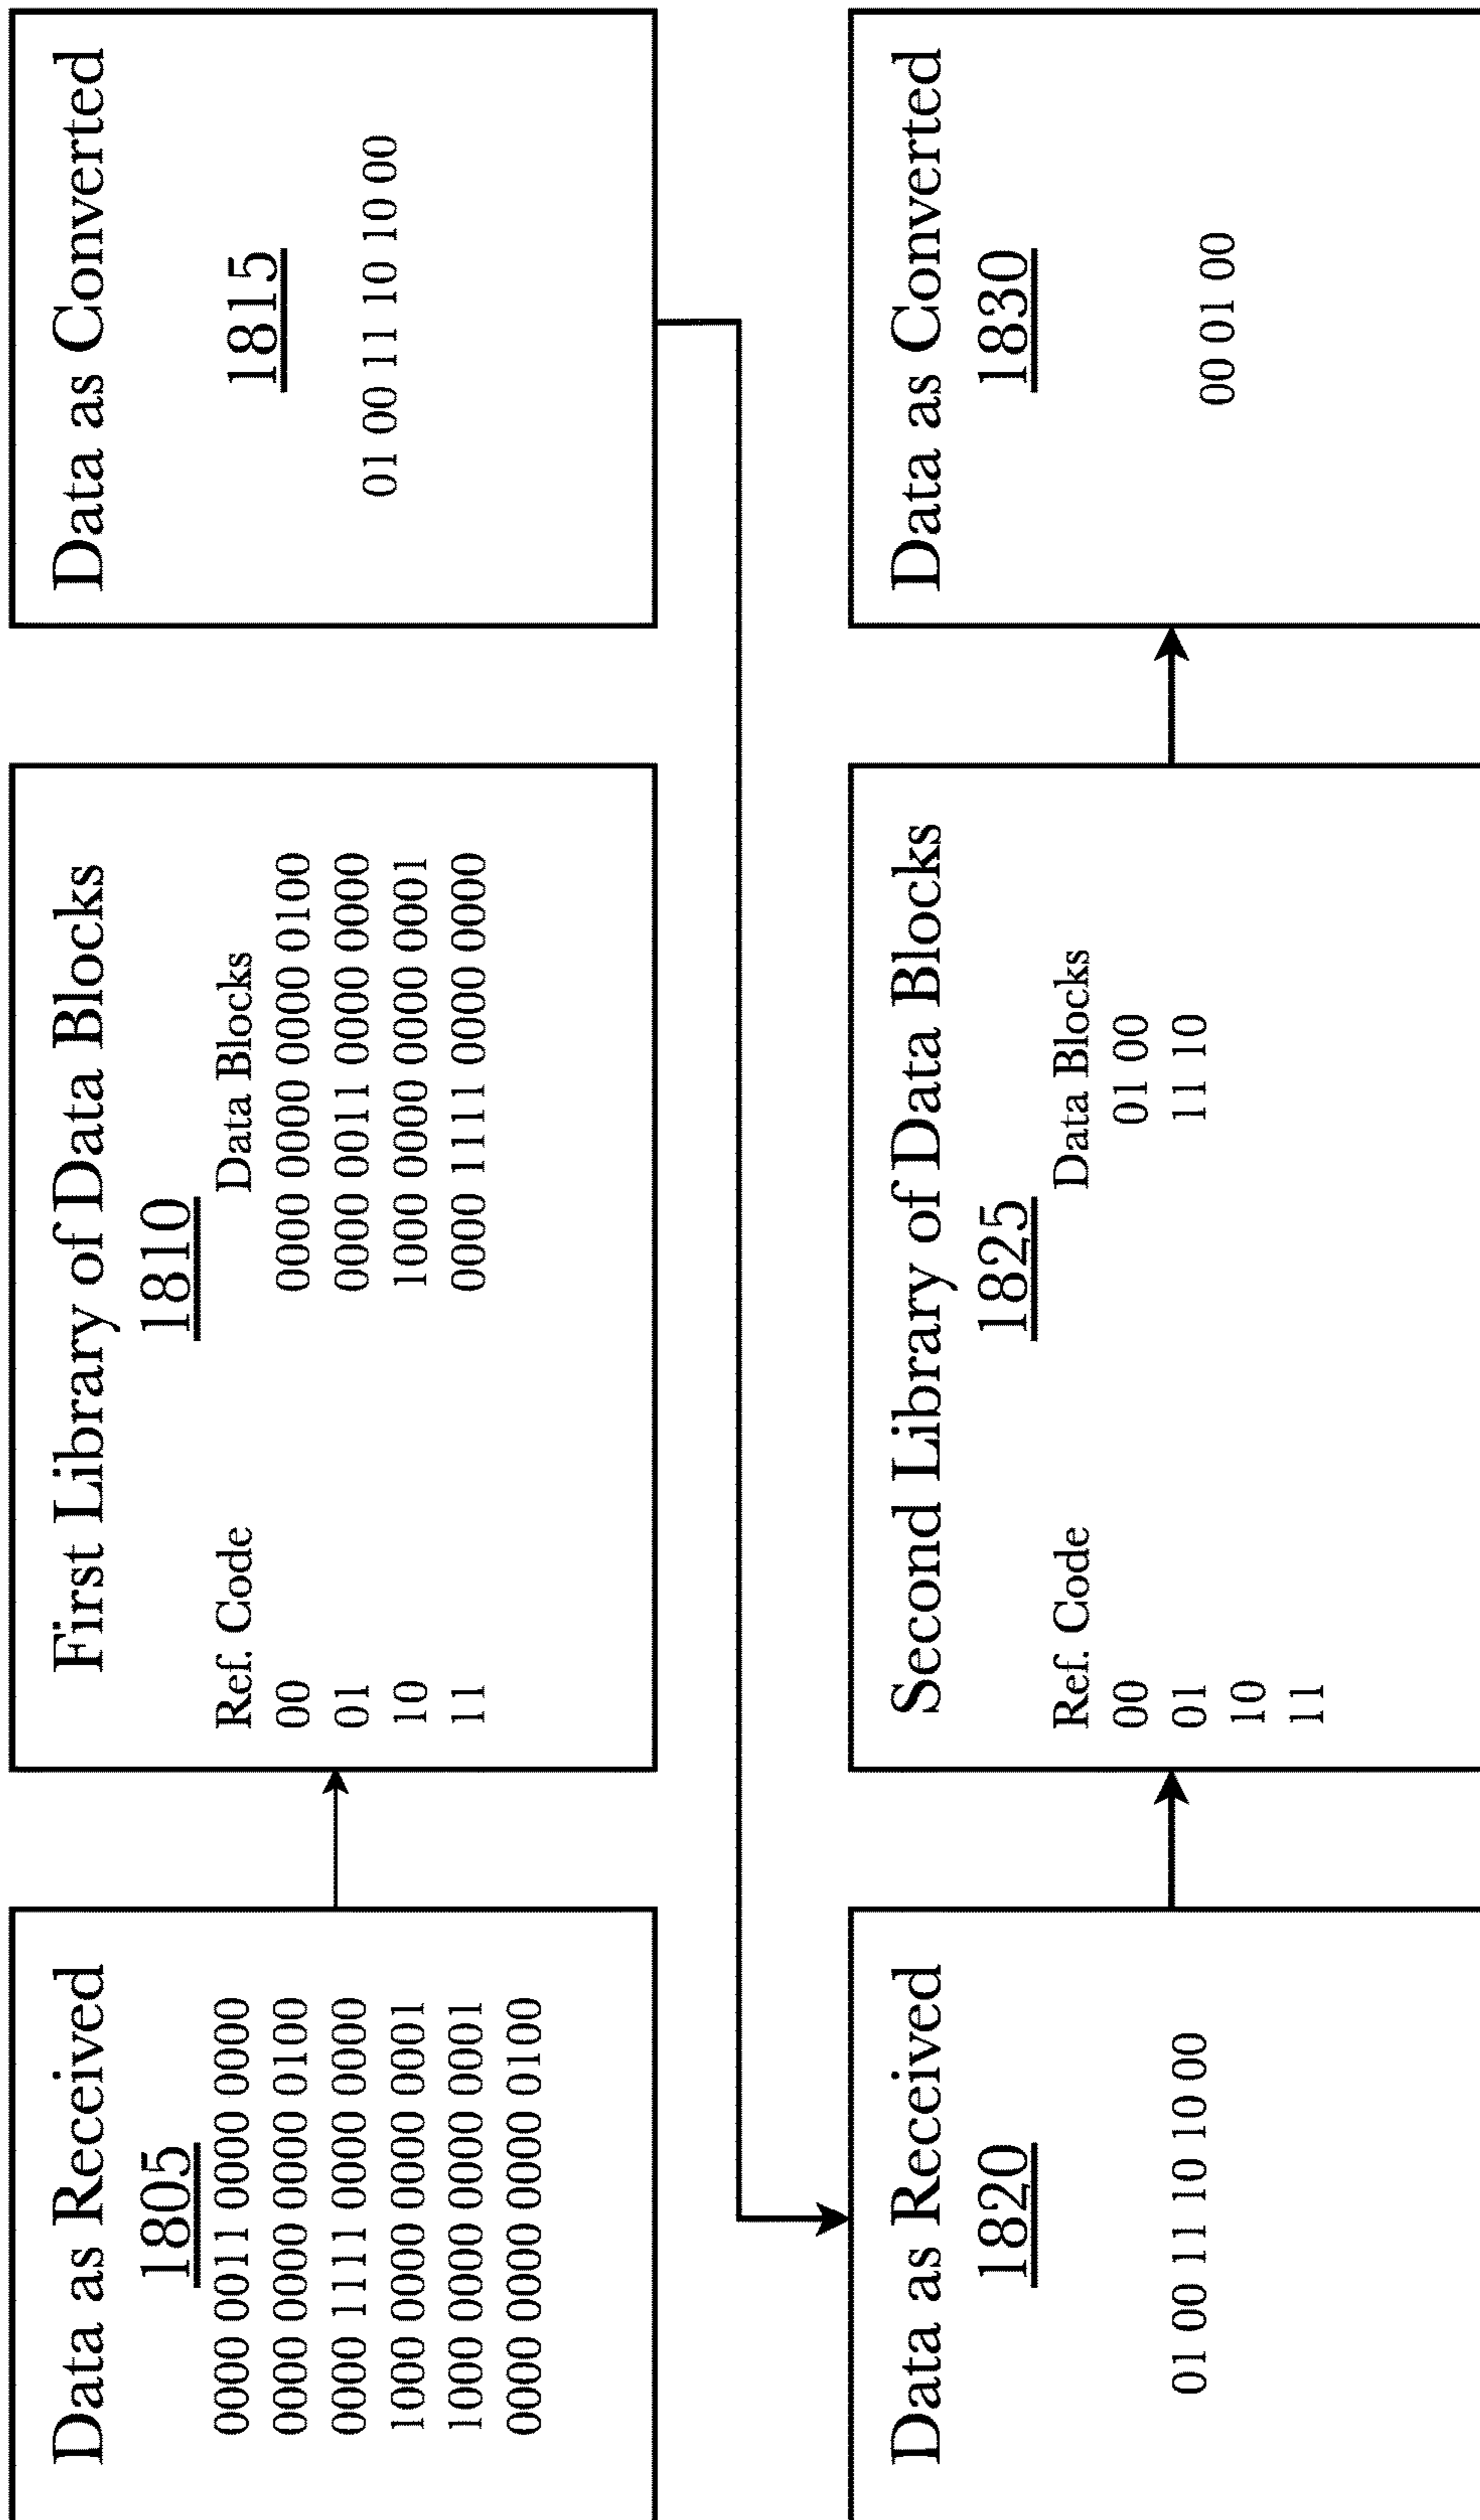 Data as Received
1805
0000 0011 0000 0000
0000 0000 0000 0100
0000 1111 0000 0000
1000 0000 0000 0001
1000 0000 0000 0001
0000 0000 0000 0100
First Library of Data Blocks
1810
Ref. Code Data Blocks
00 0000 0000 0000 0100
01 0000 0011 0000 0000
10 1000 0000 0000 0001
11 0000 1111 0000 0000
Data as Converted
1815
01 00 11 10 10 00
Data as Received
1820
01 00 11 10 10 00
Second Library of Data Blocks
1825
Ref. Code Data Blocks
00 01 00
01 11 10
10
11
Data as Converted
1830
00 01 00